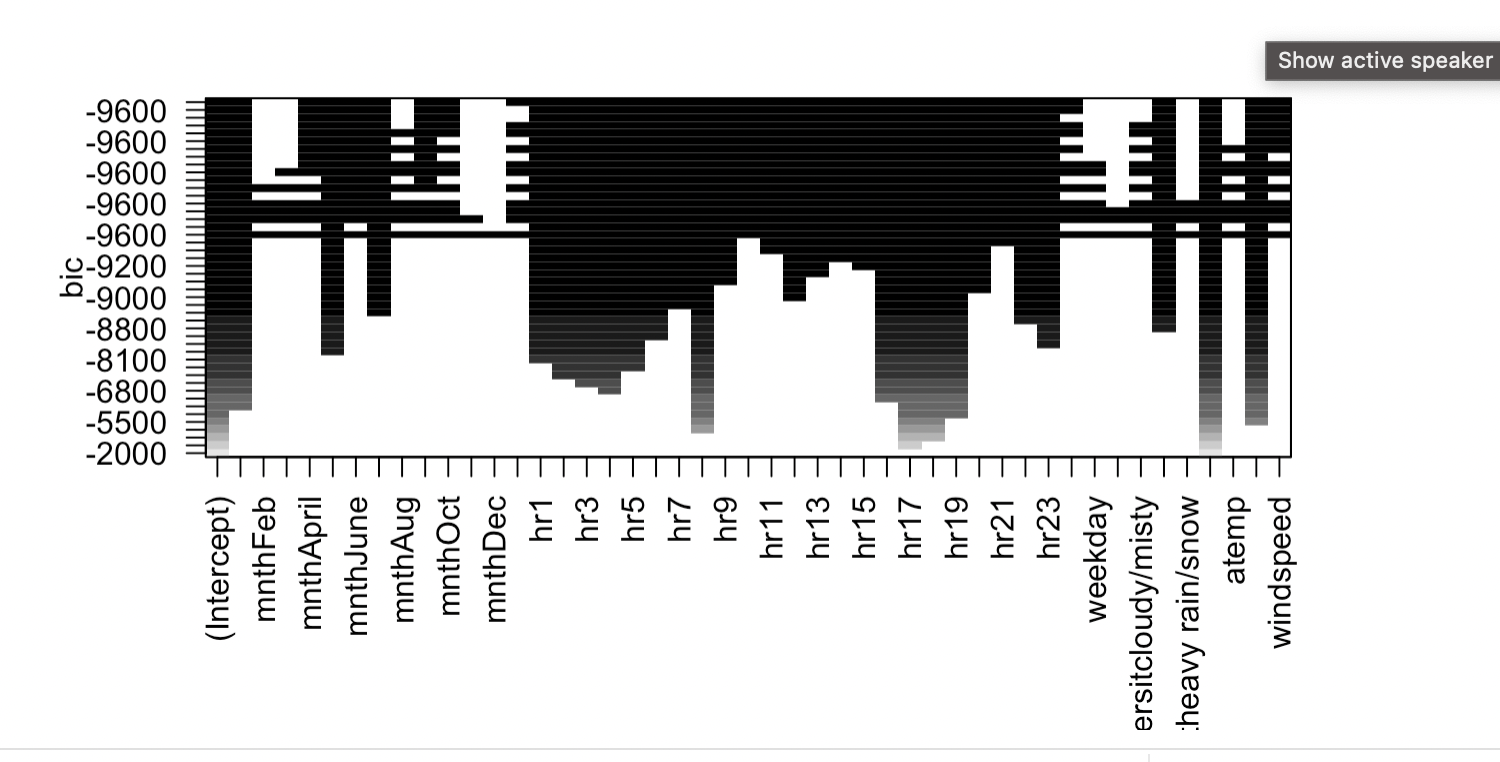 Show active speaker
-9600
-9600
-9600
-9600
-9600
-9200
-9000
-8800
-8100
-6800
-5500
-2000
bic
(Intercept)
mnthFeb
mnthApril
mnthJune
mnthAug
mnthOct
mnthDec
hr1
hr3
hr5
hr7
hr9
hr11
hr13
hr15
hr17
hr19
hr21
hr23
weekday
ersitcloudy/misty
:heavy rain/snow
atemp
windspeed